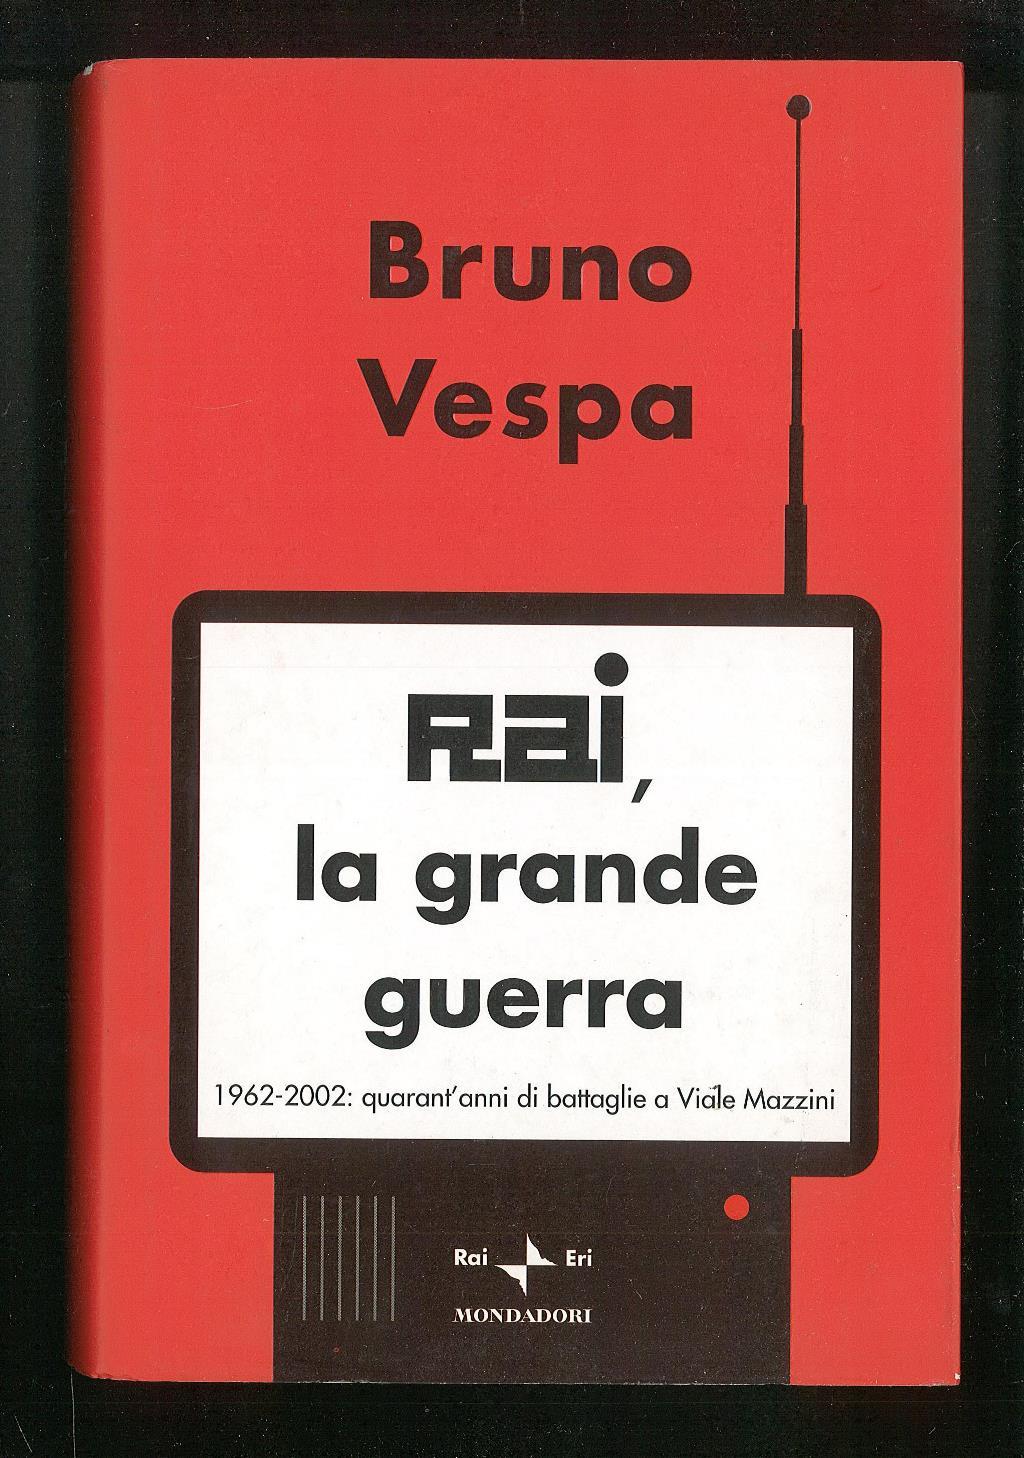 Bruno
Vespa
Rai,
la grande
guerra
1962-2002: quarant'anni di battaglie a Viale Mazzini
Rai Eri
MONDADORI